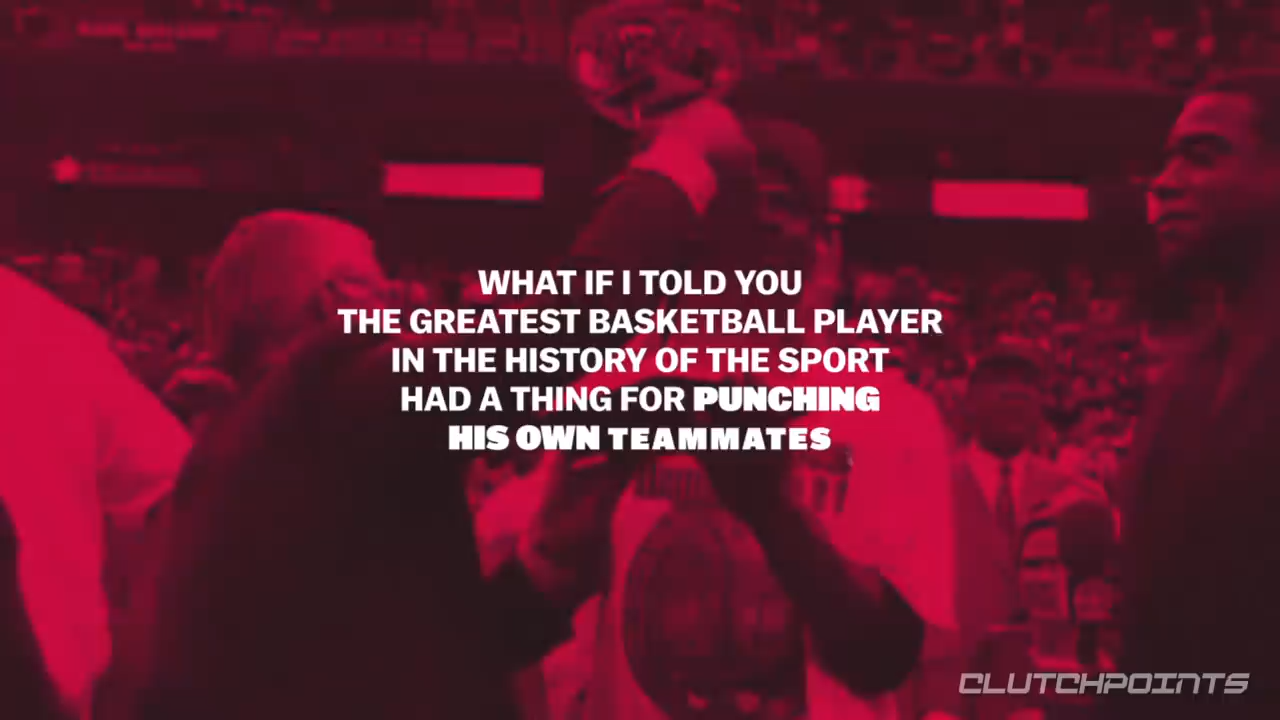 WHAT IF I TOLD YOU
THE GREATEST BASKETBALL PLAYER
IN THE HISTORY OF THE SPORT
HAD A THING FOR PUNCHING
HIS OWN TEAMMATES
CLUTCHPOINTS